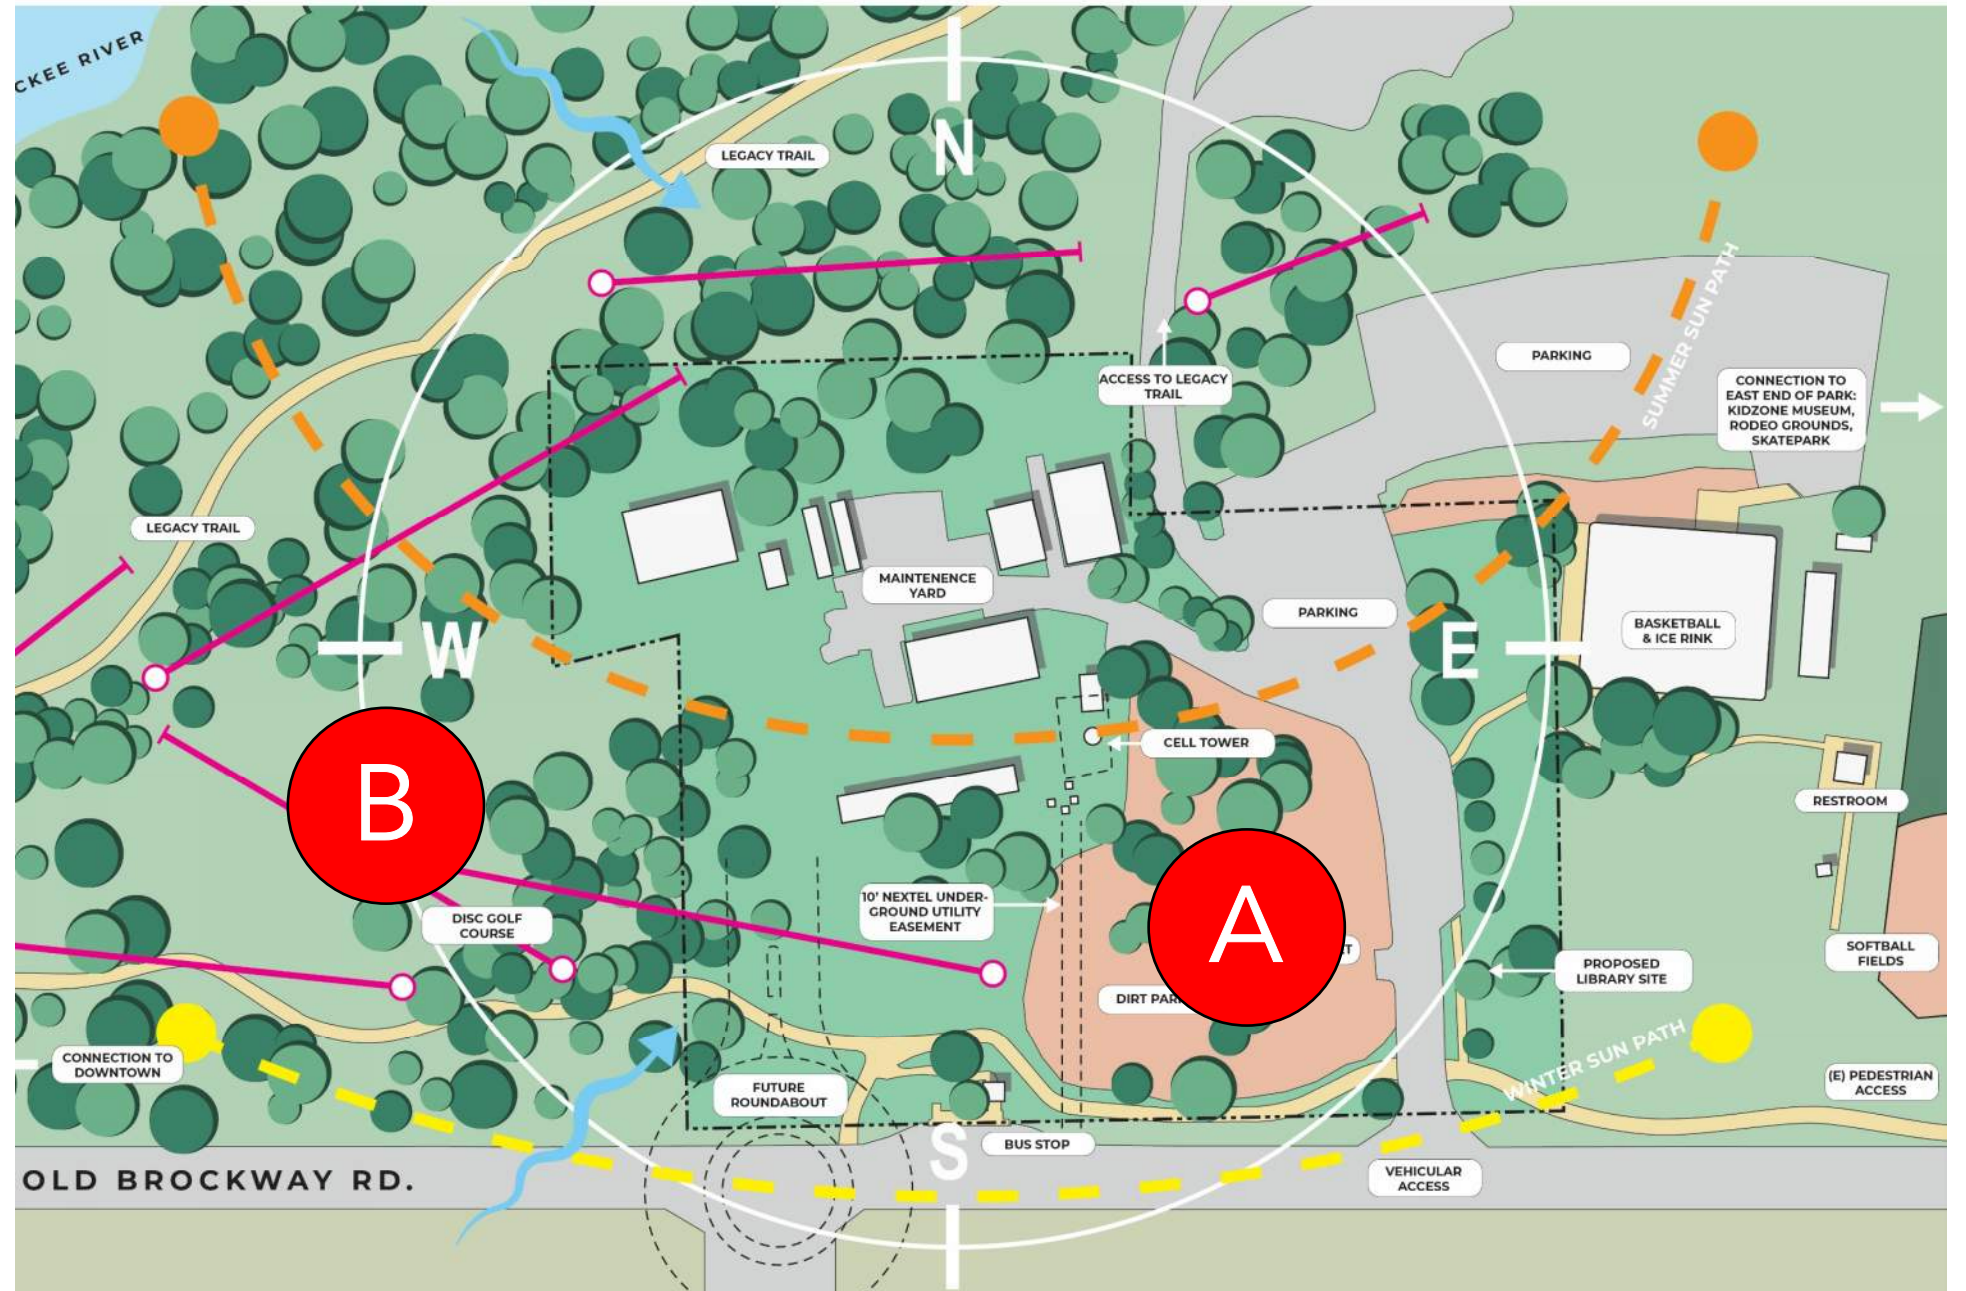 CKEE RIVER
N
LEGACY TRAIL
SUMMER SUN PATH
PARKING
ACCESS TO LEGACY
TRAIL
CONNECTION TO
EAST END OF PARK:
KIDZONE MUSEUM,
RODEO GROUNDS,
SKATEPARK
LEGACY TRAIL
MAINTENENCE
YARD
PARKING
BASKETBALL
& ICE RINK
W
E
CELL TOWER
B
RESTROOM
A
10' NEXTEL UNDER-
GROUND UTILITY
EASEMENT
DISC GOLF
COURSE
SOFTBALL
FIELDS
PROPOSED
LIBRARY SITE
DIRT
WINTER SUN PATH
CONNECTION TO
DOWNTOWN
(E) PEDESTRIAN
ACCESS
FUTURE
ROUNDABOUT
S
BUS STOP
OLD BROCKWAY RD.
VEHICULAR
ACCESS